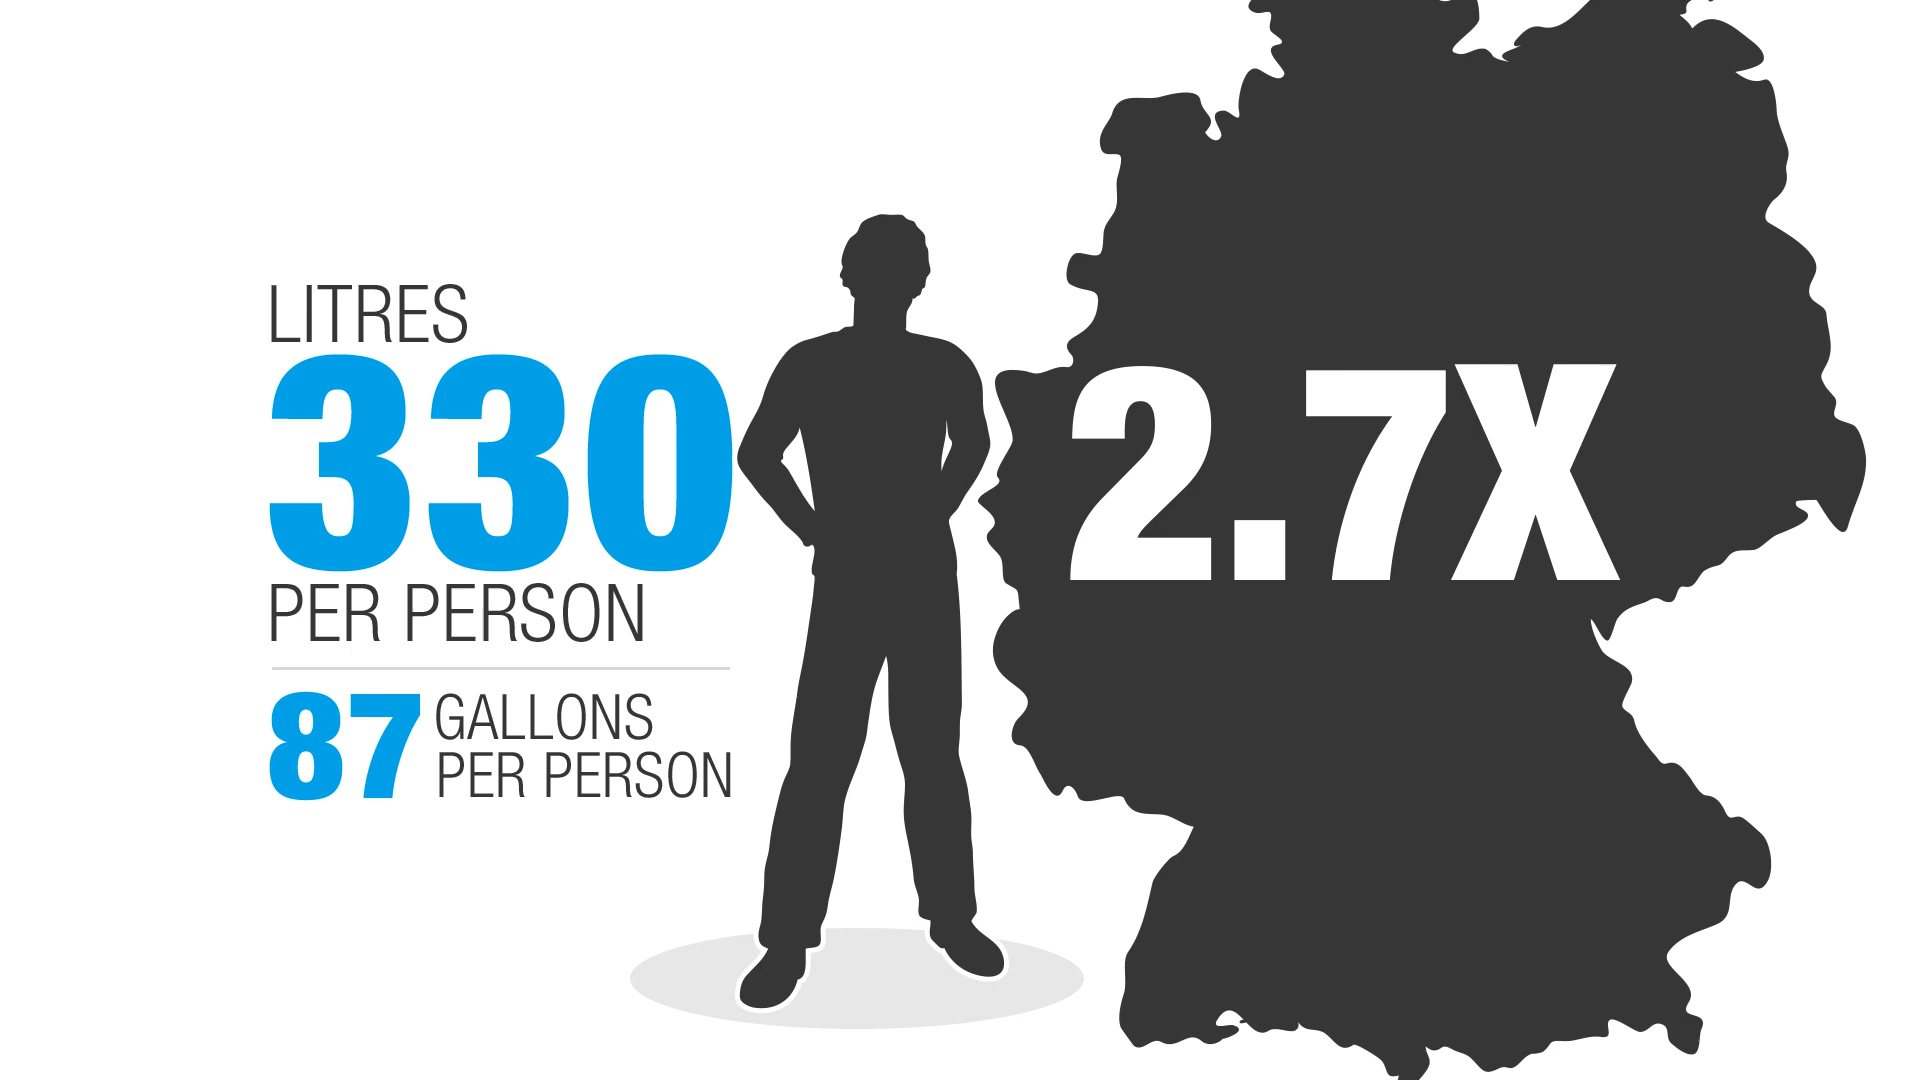 LITRES
330
PER PERSON
87 GALLONS
PER PERSON
2.7X